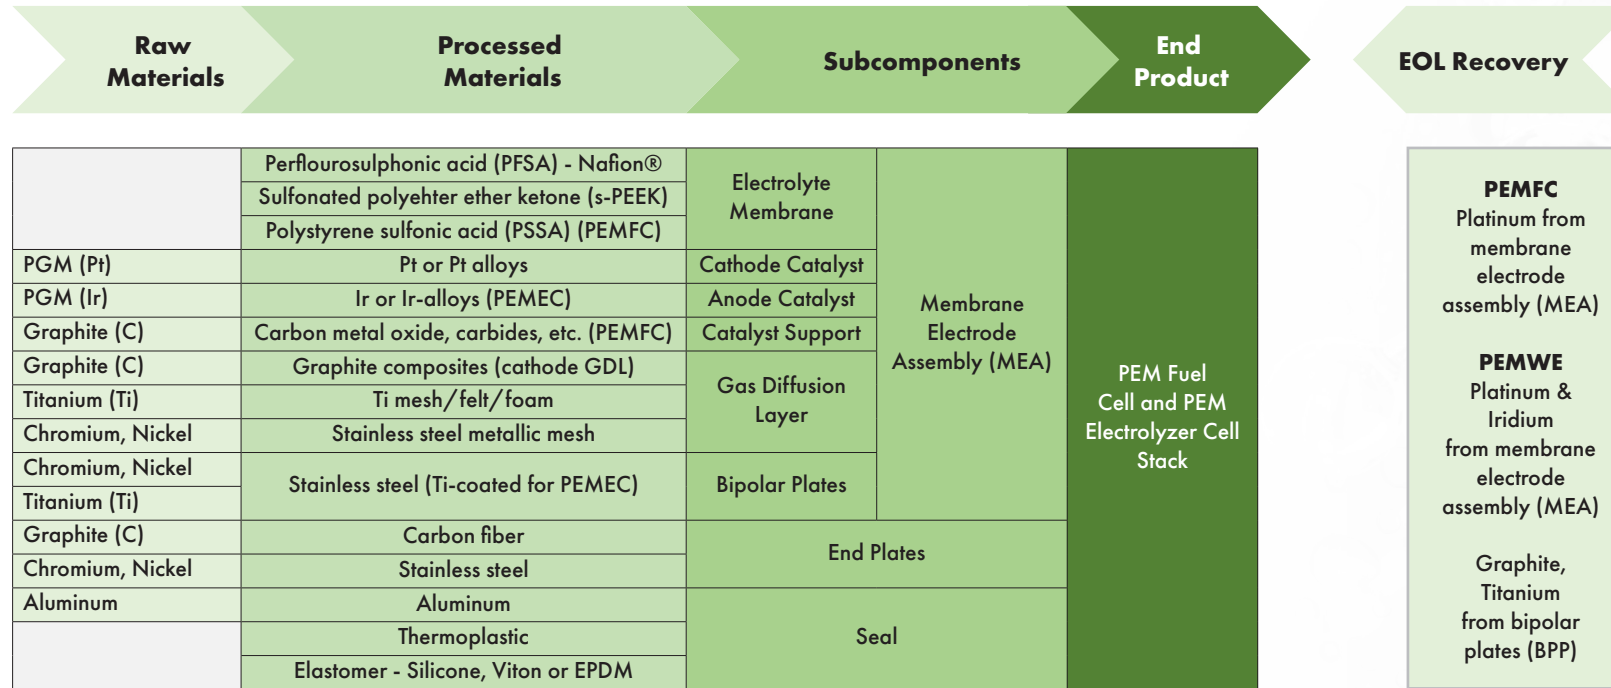 Raw
Materials
Processed
Materials
Subcomponents
End
Product
EOL Recovery
Perflourosulphonic acid (PFSA) - Nafion®
Sulfonated polyehter ether ketone (s-PEEK)
Polystyrene sulfonic acid (PSSA) (PEMFC)
Electrolyte
Membrane
PGM (Pt)
Pt or Pt alloys
Cathode Catalyst
PGM (Ir)
Ir or Ir-alloys (PEMEC)
Anode Catalyst
Graphite (C)
Carbon metal oxide, carbides, etc. (PEMFC)
Catalyst Support
Graphite (C)
Graphite composites (cathode GDL)
Titanium (Ti)
Ti mesh/felt/foam
Chromium, Nickel
Stainless steel metallic mesh
Gas Diffusion
Layer
Chromium, Nickel
Titanium (Ti)
Stainless steel (Ti-coated for PEMEC)
Bipolar Plates
Membrane
Electrode
Assembly (MEA)
Graphite (C)
Carbon fiber
Chromium, Nickel
Stainless steel
End Plates
Aluminum
Aluminum
Thermoplastic
Elastomer - Silicone, Viton or EPDM
Seal
PEM Fuel
Cell and PEM
Electrolyzer Cell
Stack
PEMFC
Platinum from
membrane
electrode
assembly (MEA)
PEMWE
Platinum &
Iridium
from membrane
electrode
assembly (MEA)
Graphite,
Titanium
from bipolar
plates (BPP)